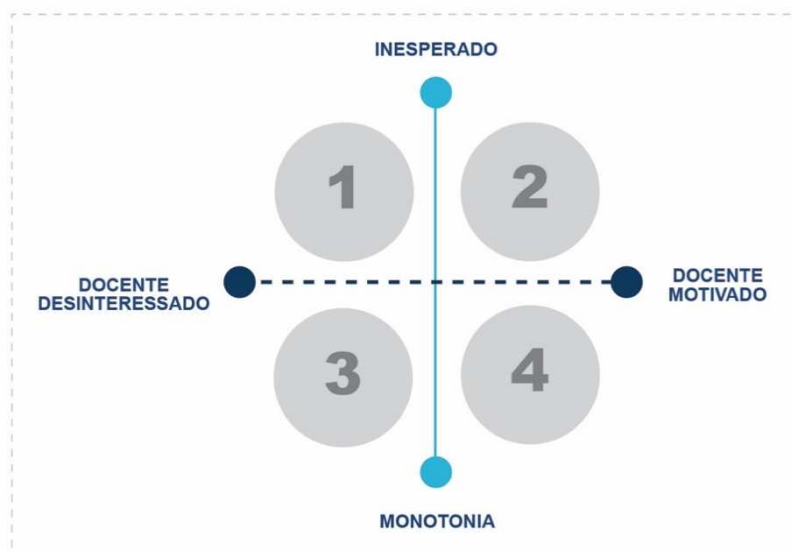 INESPERADO
1
2
DOCENTE
DESINTERESSADO
DOCENTE
MOTIVADO
3
4
MONOTONIA